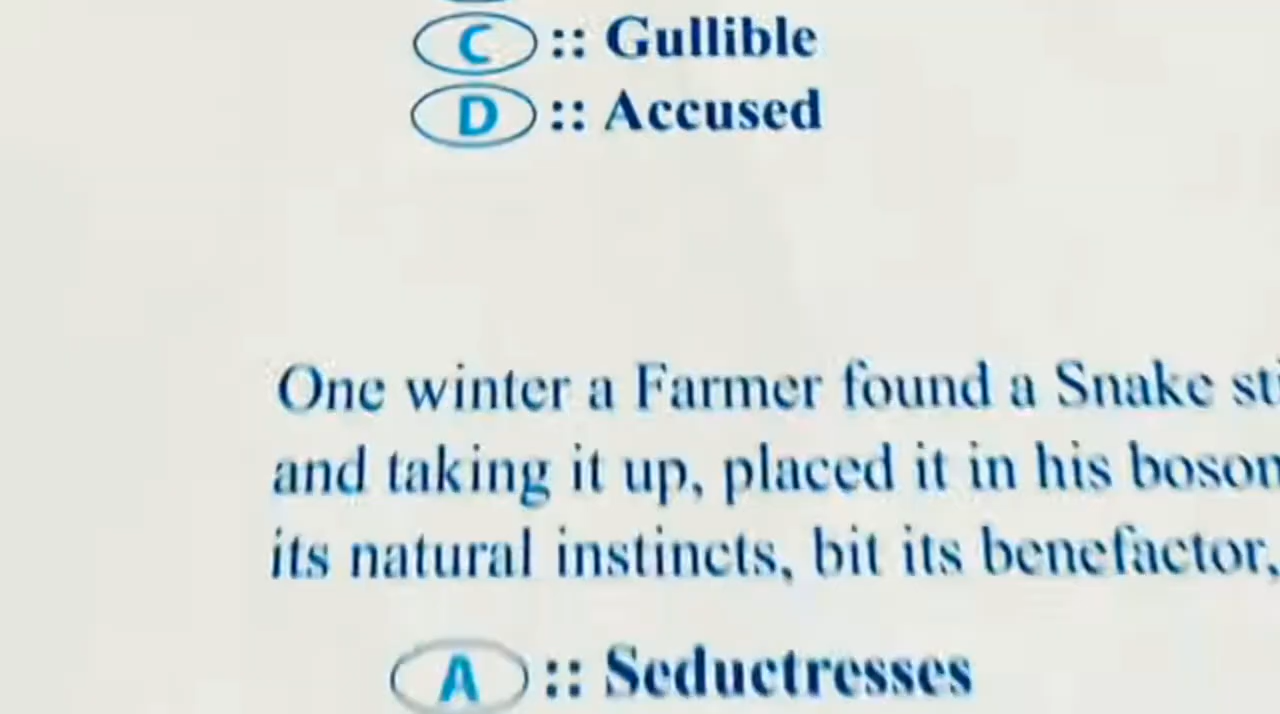 C :: Gullible
D :: Accused
One winter a Farmer found a Snake
and taking it up, placed it in his
its natural instincts, bit its benefactor,
A :: Seductresses